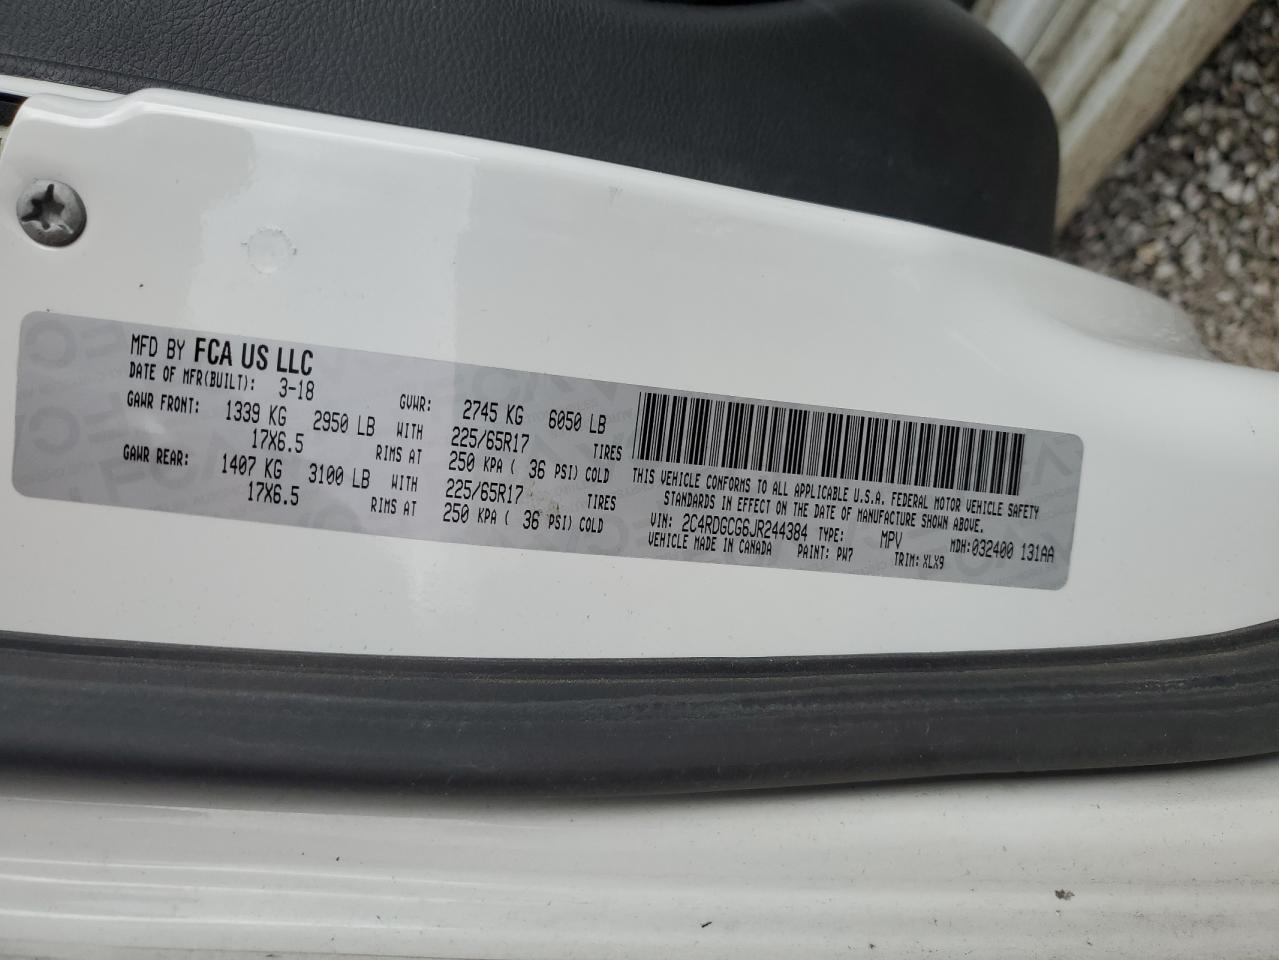 MFD BY FCA US LLC
DATE OF MFR(BUILT): 3-18 GVWR: 2745 KG 6050 LB
GAWR FRONT: 1339 KG 2950 LB WITH 225/65R17 TIRES
17X6.5 RIMS AT 250 KPA ( 36 PSI) COLD
GAWR REAR: 1407 KG 3100 LB WITH 225/65R17 TIRES
17X6.5 RIMS AT 250 KPA ( 36 PSI) COLD
THIS VEHICLE CONFORMS TO ALL APPLICABLE U.S.A. FEDERAL MOTOR VEHICLE SAFETY
STANDARDS IN EFFECT ON THE DATE OF MANUFACTURE SHOWN ABOVE.
VIN: 2C4RDGCG6JR244384 TYPE: MPV MDH:032400 131AA
VEHICLE MADE IN CANADA PAINT: PW7 TRIM: XLX9